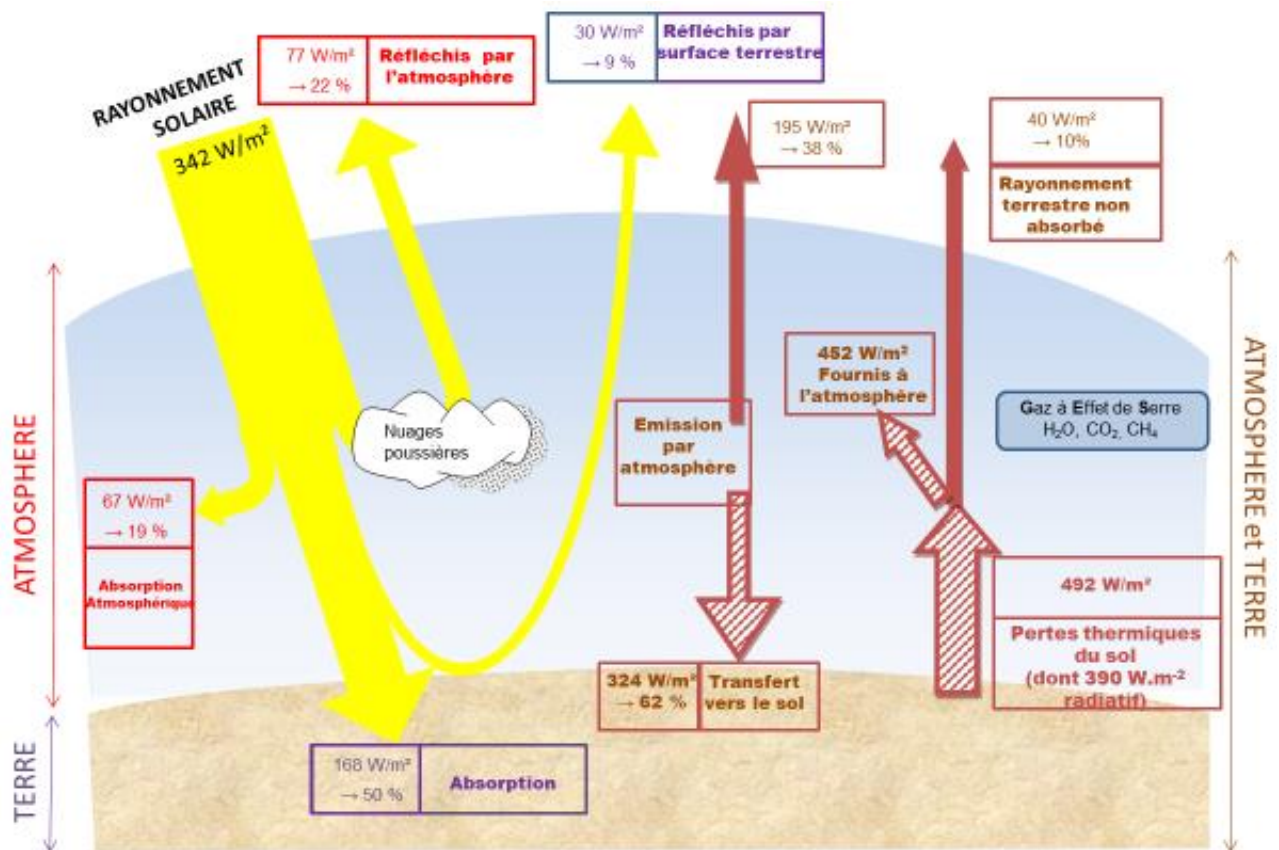 77 W/m²
→ 22 %
Réfléchis par
l'atmosphère
30 W/m²
→ 9 %
Réfléchis par
surface terrestre
RAYONNEMENT
SOLAIRE
342 W/m²
195 W/m²
→ 38 %
40 W/m²
→ 10%
Rayonnement
terrestre non
absorbé
ATMOSPHERE
67 W/m²
→ 19 %
Absorption
Atmosphérique
Nuages
poussières
Emission
par
atmosphère
452 W/m²
Fournis à
l'atmosphère
Gaz à Effet de Serre
H₂O, CO₂, CH₄
ATMOSPHERE et TERRE
492 W/m²
Pertes thermiques
du sol
(dont 390 W.m⁻²
radiatif)
324 W/m²
→ 62 %
Transfert
vers le sol
TERRE
168 W/m²
→ 50 %
Absorption